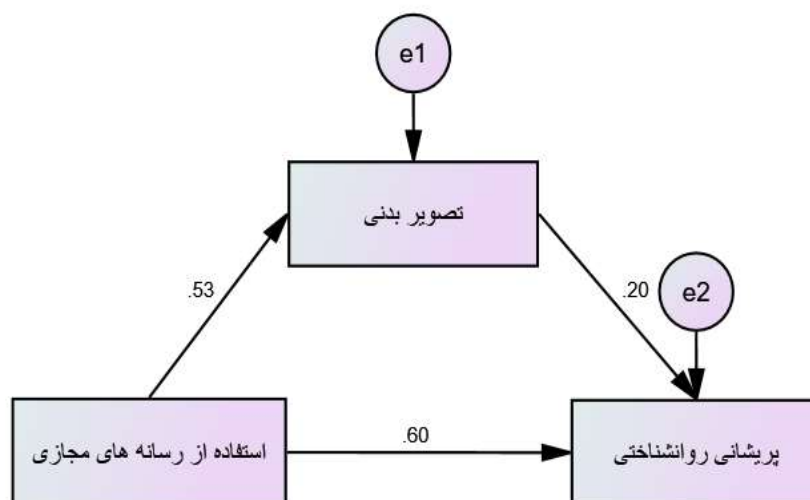 e1
تصویر بدنی
.53
.20
e2
استفاده از رسانه های مجازی
.60
پریشانی روانشناختی